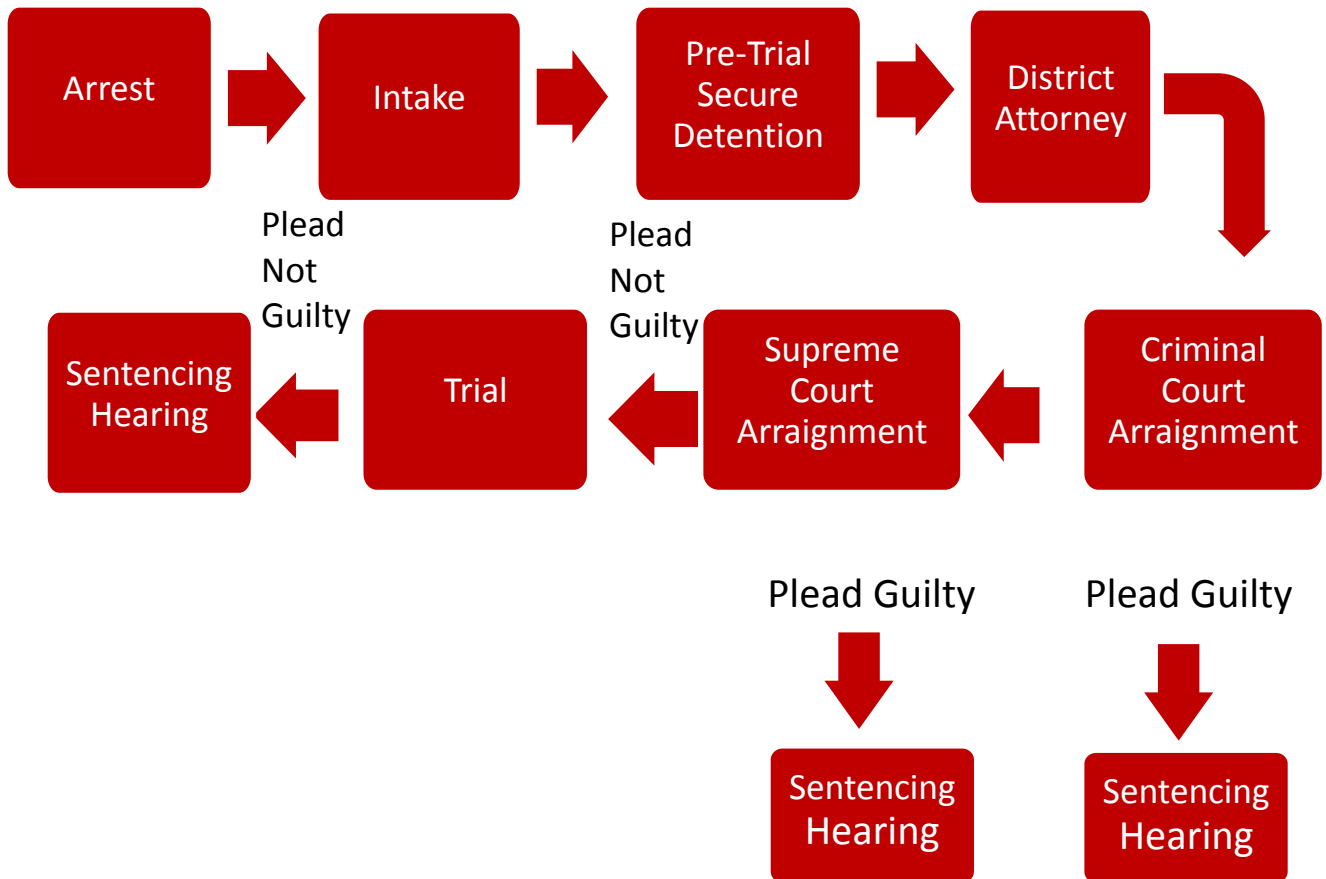 Arrest
Intake
Pre-Trial
Secure
Detention
District
Attorney
Plead
Not
Guilty
Plead
Not
Guilty
Sentencing
Hearing
Trial
Supreme
Court
Arraignment
Criminal
Court
Arraignment
Plead Guilty
Plead Guilty
Sentencing
Hearing
Sentencing
Hearing